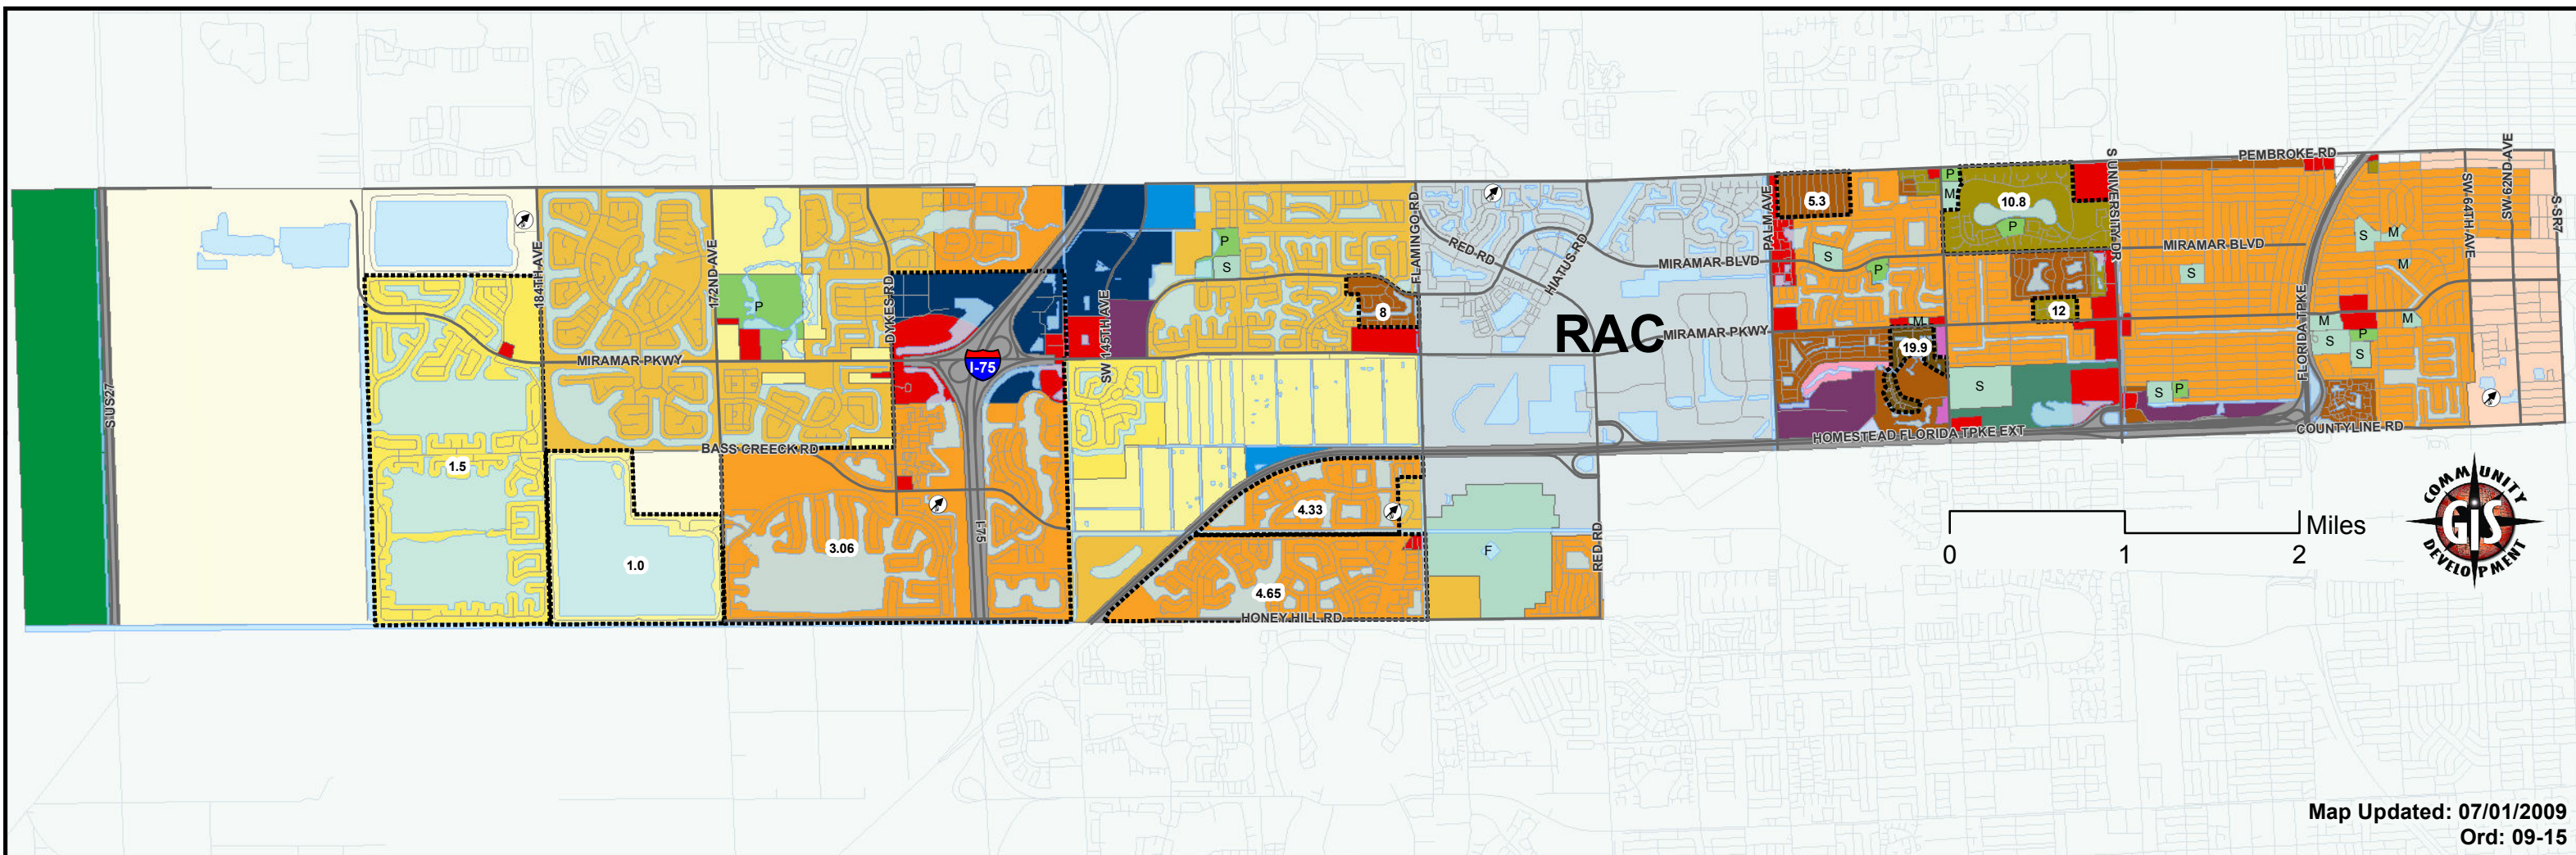 PEMBROKE RD
S UNIVERSITY DR
SW 62ND AVE
SW 64TH AVE
S SR7
P
M
10.8
P
5.3
PALM AVE
FLAMINGO RD
RED RD
HIATUS RD
MIRAMAR BLVD
MIRAMAR BLVD
S
M
M
S
P
S
P
S
184TH AVE
172ND AVE
P
DYKES RD
SW 145TH AVE
8
12
FLORIDA TPKE
RAC
MIRAMAR PKWY
M
19.9
M
S
P
S
M
MIRAMAR PKWY
I-75
S US27
S
S
P
HOMESTEAD FLORIDA TPKE EXT
COUNTYLINE RD
BASS CREECK RD
1.5
4.33
3.06
I-75
1.0
F
RED RD
4.65
HONEY HILL RD
COMMUNITY
GIS
DEVELOPMENT
Miles
0
1
2
Map Updated: 07/01/2009
Ord: 09-15